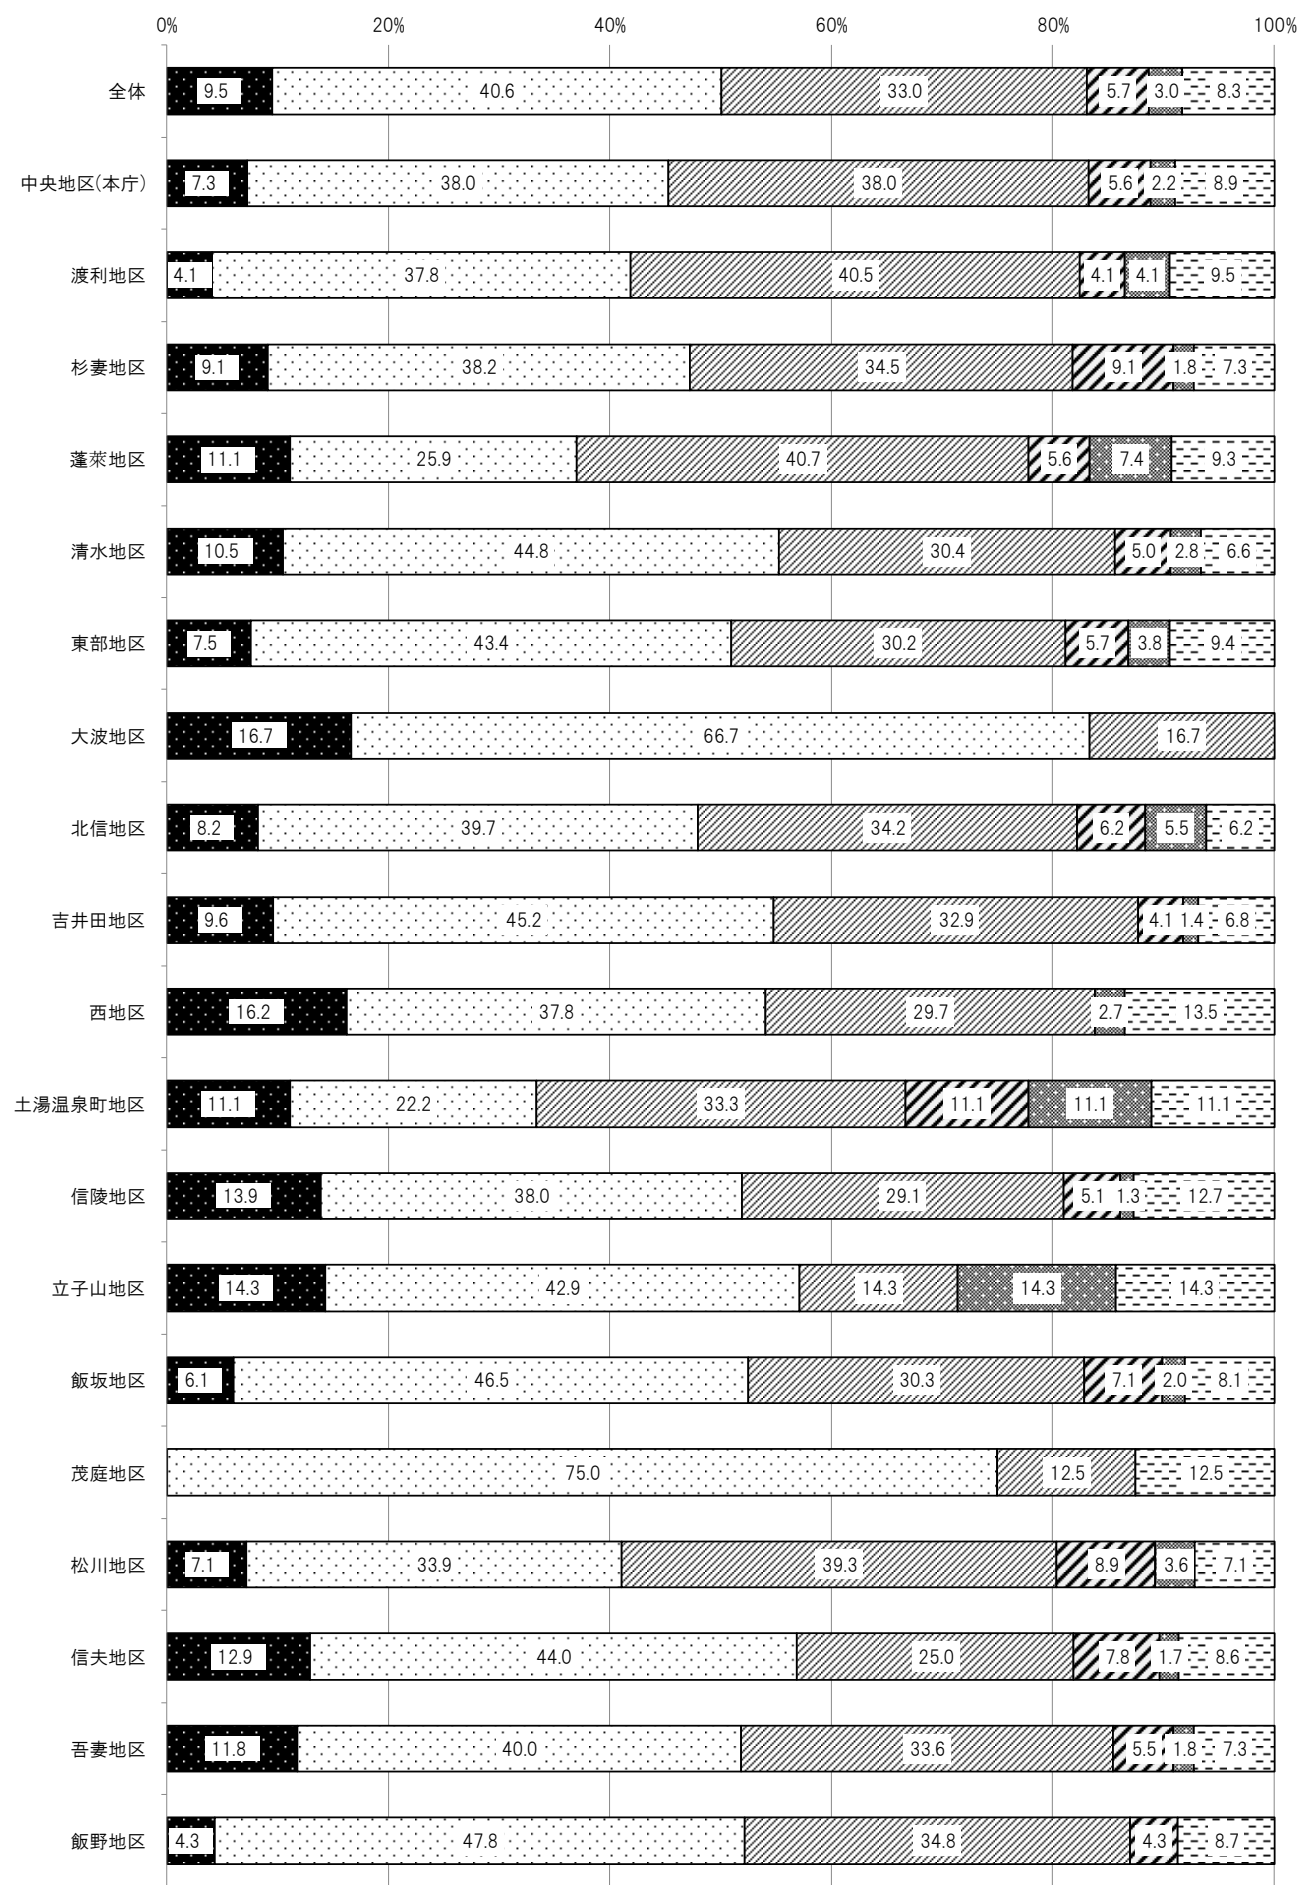 0% 20% 40% 60% 80% 100%
全体 9.5 40.6 33.0 5.7 3.0 8.3
中央地区(本庁) 7.3 38.0 38.0 5.6 2.2 8.9
渡利地区 4.1 37.8 40.5 4.1 4.1 9.5
杉妻地区 9.1 38.2 34.5 9.1 1.8 7.3
蓬萊地区 11.1 25.9 40.7 5.6 7.4 9.3
清水地区 10.5 44.8 30.4 5.0 2.8 6.6
東部地区 7.5 43.4 30.2 5.7 3.8 9.4
大波地区 16.7 66.7 16.7
北信地区 8.2 39.7 34.2 6.2 5.5 6.2
吉井田地区 9.6 45.2 32.9 4.1 1.4 6.8
西地区 16.2 37.8 29.7 2.7 13.5
土湯温泉町地区 11.1 22.2 33.3 11.1 11.1 11.1
信陵地区 13.9 38.0 29.1 5.1 1.3 12.7
立子山地区 14.3 42.9 14.3 14.3 14.3
飯坂地区 6.1 46.5 30.3 7.1 2.0 8.1
茂庭地区 75.0 12.5 12.5
松川地区 7.1 33.9 39.3 8.9 3.6 7.1
信夫地区 12.9 44.0 25.0 7.8 1.7 8.6
吾妻地区 11.8 40.0 33.6 5.5 1.8 7.3
飯野地区 4.3 47.8 34.8 4.3 8.7